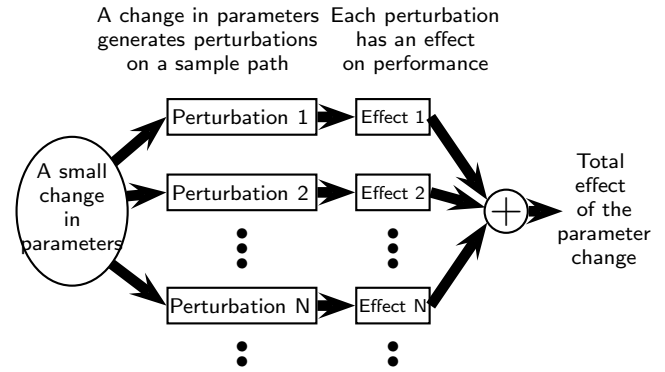 A change in parameters
generates perturbations
on a sample path
Each perturbation
has an effect
on performance
A small
change
in
parameters
Perturbation 1
Effect 1
Perturbation 2
Effect 2
Perturbation N
Effect N
+
Total
effect
of the
parameter
change